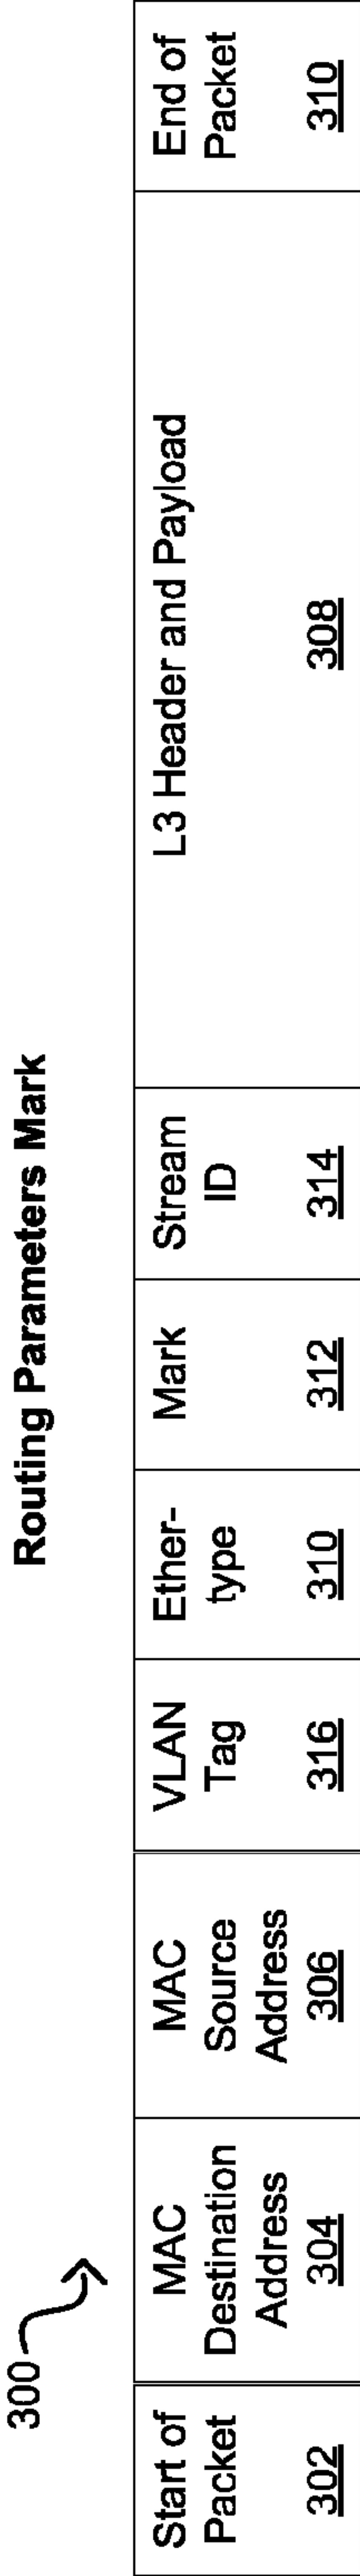 Routing Parameters Mark
300
Start of
Packet
302
MAC
Destination
Address
304
MAC
Source
Address
306
VLAN
Tag
316
Ether-
type
310
Mark
312
Stream
ID
314
L3 Header and Payload
308
End of
Packet
310